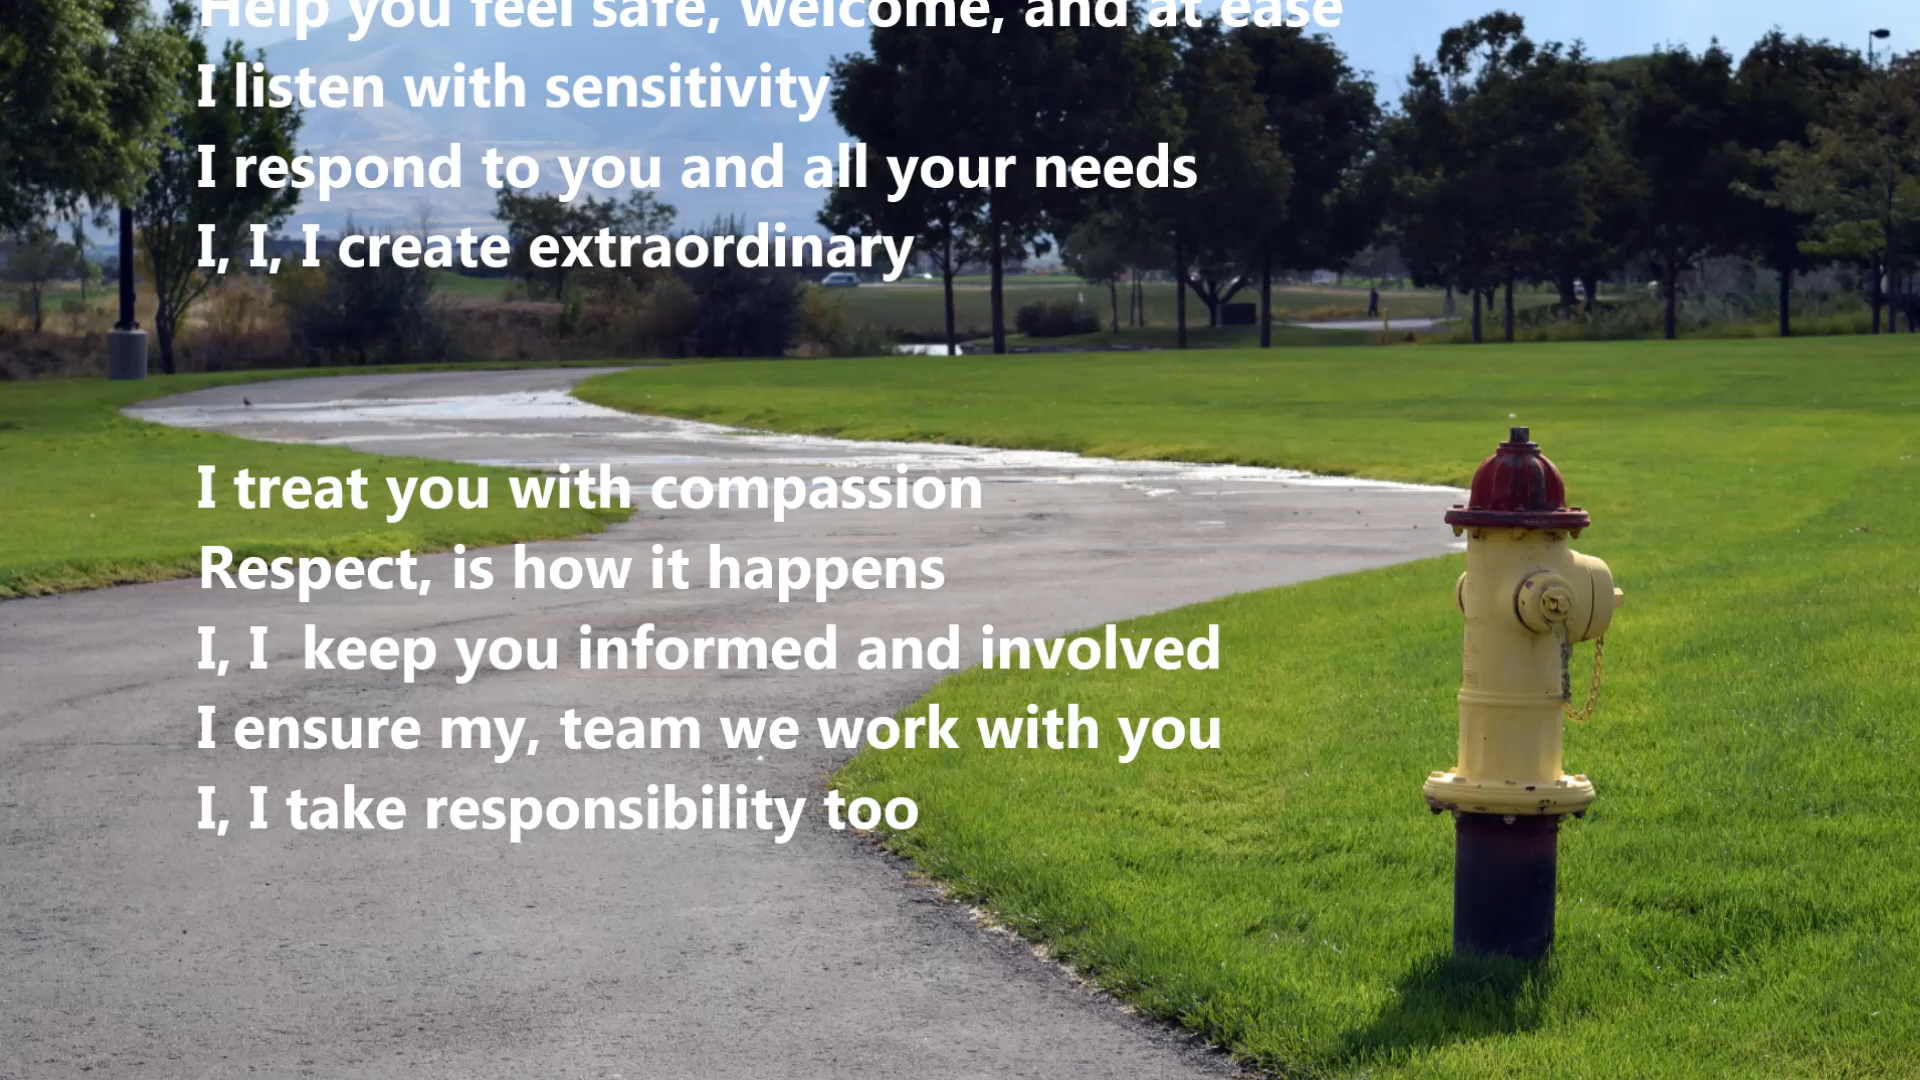 Help you feel safe, welcome, and at ease
I listen with sensitivity
I respond to you and all your needs
I, I, I create extraordinary
I treat you with compassion
Respect, is how it happens
I, I keep you informed and involved
I ensure my, team we work with you
I, I take responsibility too